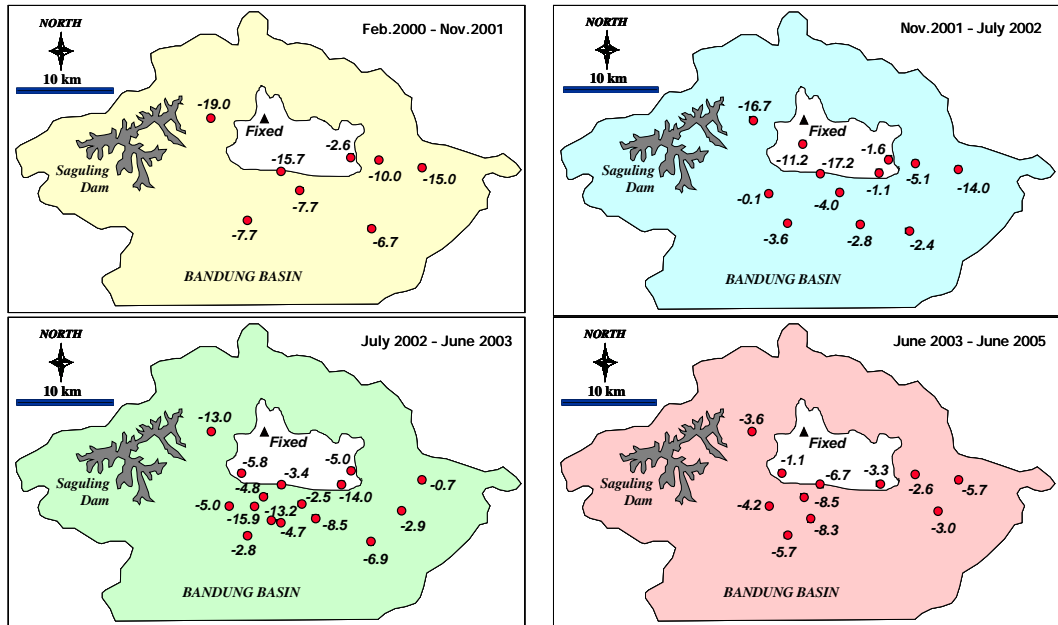 Feb.2000 - Nov.2001
NORTH
10 km
-19.0
Fixed
-2.6
-15.7
-10.0
-15.0
Saguling
Dam
-7.7
-7.7
-6.7
BANDUNG BASIN
Nov.2001 - July 2002
NORTH
10 km
-16.7
Fixed
-1.6
-11.2
-17.2
-5.1
Saguling
Dam
-1.1
-14.0
-0.1
-4.0
-3.6
-2.8
-2.4
BANDUNG BASIN
July 2002 - June 2003
NORTH
10 km
-13.0
Fixed
-5.8
-3.4
-5.0
-0.7
Saguling
Dam
-4.8
-2.5
-14.0
-5.0
-15.9
-13.2
-4.7
-8.5
-2.9
-2.8
-6.9
BANDUNG BASIN
June 2003 - June 2005
NORTH
10 km
-3.6
Fixed
-1.1
-6.7
-3.3
-2.6
-5.7
Saguling
Dam
-4.2
-8.5
-8.3
-3.0
-5.7
BANDUNG BASIN